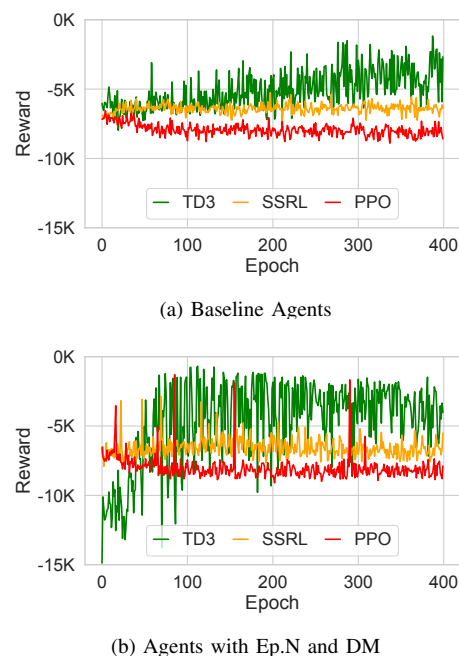 0K
-5K
-10K
-15K
Reward
TD3 SSRL PPO
0 100 200 300 400
Epoch
(a) Baseline Agents
0K
-5K
-10K
-15K
Reward
TD3 SSRL PPO
0 100 200 300 400
Epoch
(b) Agents with Ep.N and DM